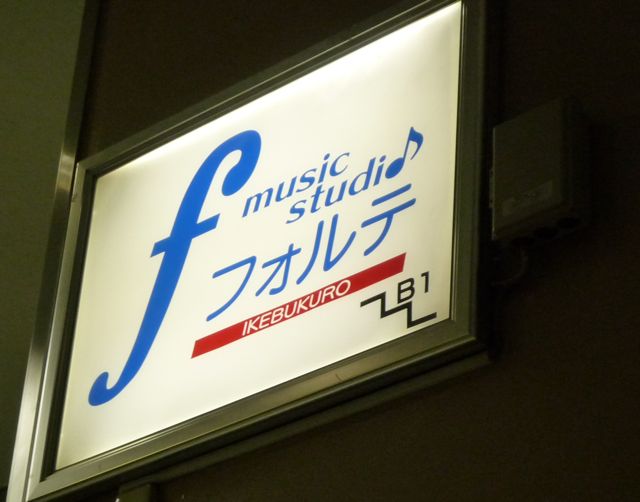 f
music
studio
フォルテ
IKEBUKURO
B1